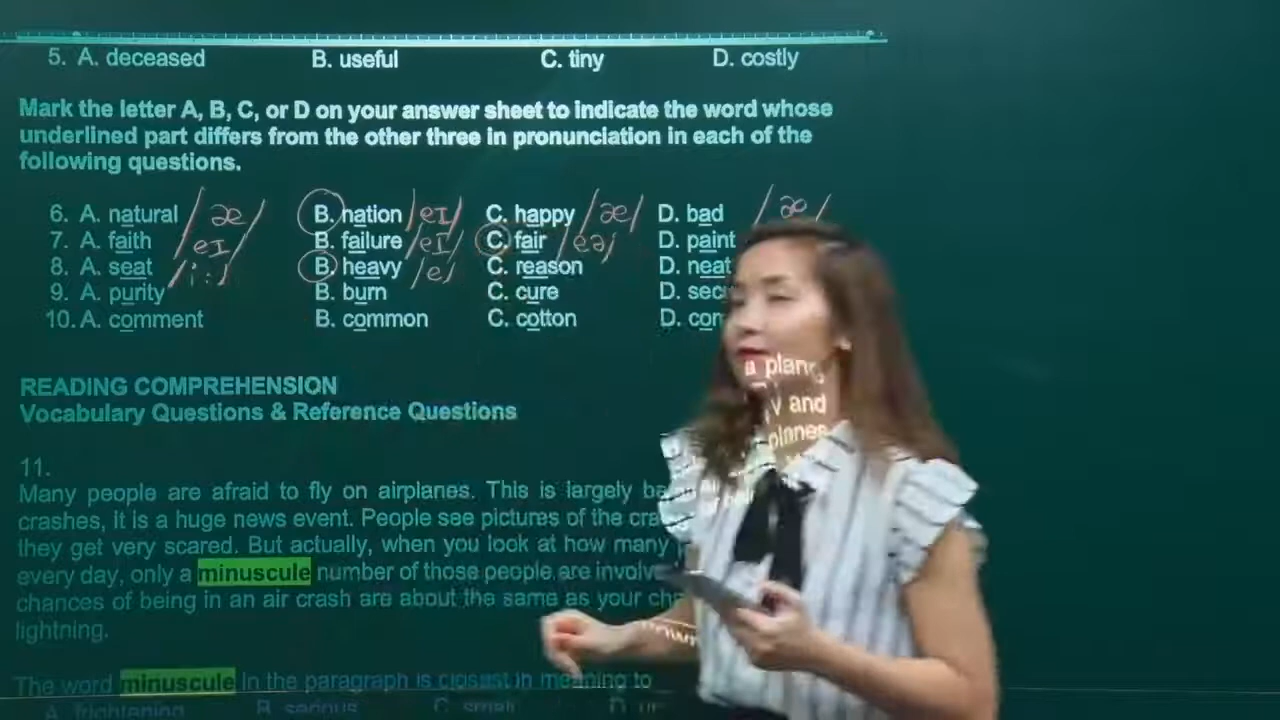 5. A. deceased B. useful C. tiny D. costly
Mark the letter A, B, C, or D on your answer sheet to indicate the word whose
underlined part differs from the other three in pronunciation in each of the
following questions.
6. A. natural /æ/ B. nation /eɪ/ C. happy /æ/ D. bad /æ/
7. A. faith /eɪ/ B. failure /eɪ/ C. fair /eə/ D. paint
8. A. seat /i:/ B. heavy /e/ C. reason D. neat
9. A. purity B. burn C. cure D.
10. A. comment B. common C. cotton D.
READING COMPREHENSION
Vocabulary Questions & Reference Questions
11.
Many people are afraid to fly on airplanes. This is largely
crashes, it is a huge news event. People see pictures of the
they get very scared. But actually, when you look at how many
every day, only a minuscule number of those people are
chances of being in an air crash are about the same as your
lightning.
a
and
planes
The word minuscule in the paragraph is closest in meaning to
A. frightening B. serious C. small D.